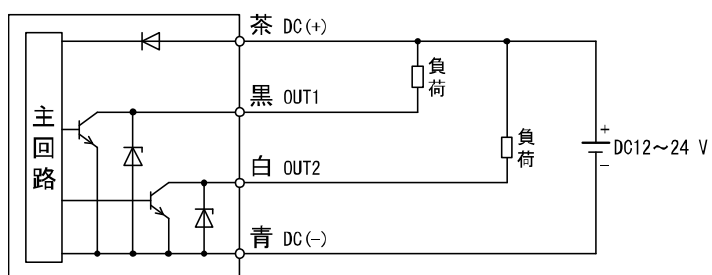 茶 DC(+)
主回路
黒 OUT1
負荷
白 OUT2
負荷
+
DC12～24 V
−
青 DC(−)